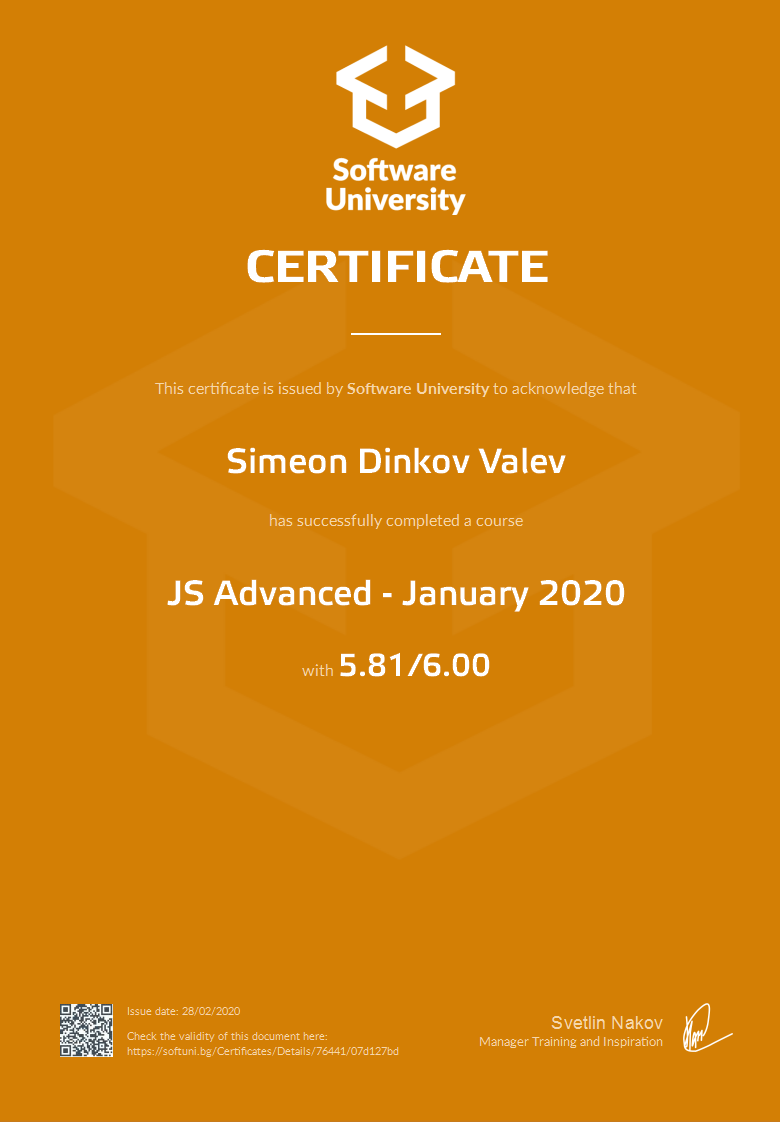 Software
University
CERTIFICATE
This certificate is issued by Software University to acknowledge that
Simeon Dinkov Valev
has successfully completed a course
JS Advanced - January 2020
with 5.81/6.00
Issue date: 28/02/2020
Check the validity of this document here:
https://softuni.bg/Certificates/Details/76441/07d127bd
Svetlin Nakov
Manager Training and Inspiration